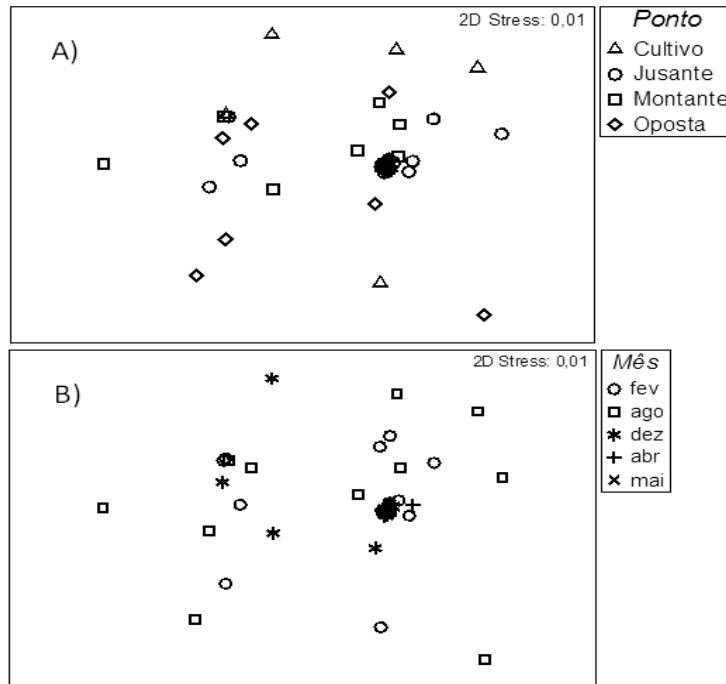 2D Stress: 0,01
A)
Ponto
Cultivo
Jusante
Montante
Oposta
2D Stress: 0,01
B)
Mês
fev
ago
dez
abr
mai